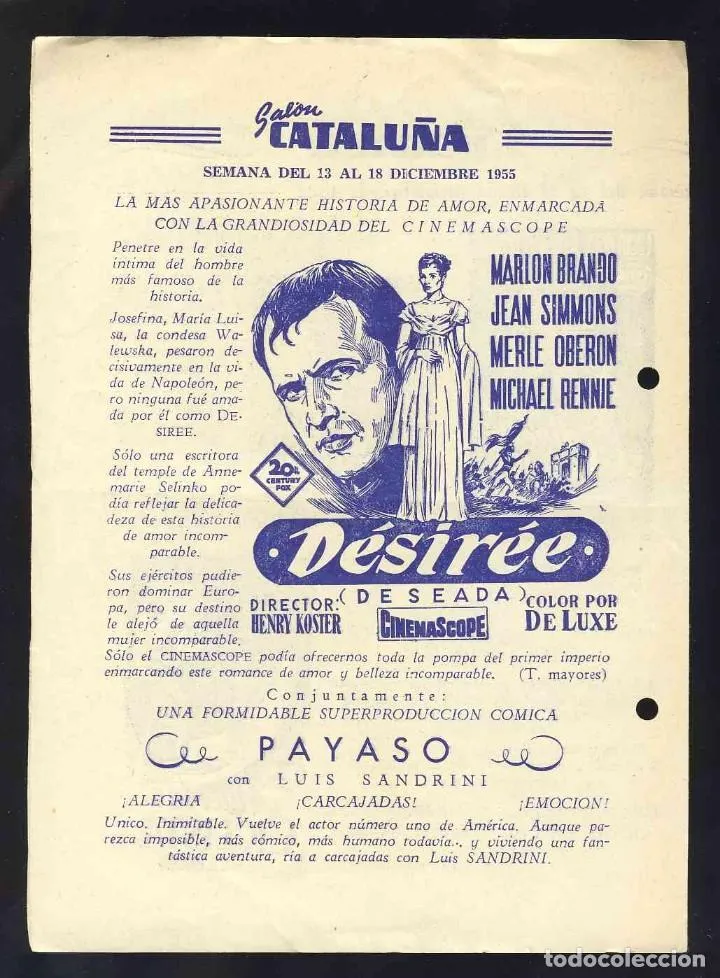 Salón
CATALUÑA
SEMANA DEL 13 AL 18 DICIEMBRE 1955
LA MAS APASIONANTE HISTORIA DE AMOR, ENMARCADA
CON LA GRANDIOSIDAD DEL CINEMASCOPE
Penetre en la vida
íntima del hombre
más famoso de la
historia.
Josefina, María Lui-
sa, la condesa Wa-
lewska, pesaron de-
cisivamente en la vi-
da de Napoleón, pe-
ro ninguna fué ama-
da por él como DE-
SIREE.
Sólo una escritora
del temple de Anne-
marie Selinko po-
día reflejar la delica-
deza de esta historia
de amor incom-
parable.
Sus ejércitos pudie-
ron dominar Euro-
pa, pero su destino
le alejó de aquella
mujer incomparable.
MARLON BRANDO
JEAN SIMMONS
MERLE OBERON
MICHAEL RENNIE
20th
CENTURY
FOX
· Désirée ·
(DESEADA)
DIRECTOR:
HENRY KOSTER
CINEMASCOPE
COLOR POR
DE LUXE
Sólo el CINEMASCOPE podía ofrecernos toda la pompa del primer imperio
enmarcando este romance de amor y belleza incomparable. (T. mayores)
Conjuntamente:
UNA FORMIDABLE SUPERPRODUCCION COMICA
PAYASO
con LUIS SANDRINI
¡ALEGRIA ¡CARCAJADAS! ¡EMOCION!
Unico. Inimitable. Vuelve el actor número uno de América. Aunque pa-
rezca imposible, más cómico, más humano todavía... y viviendo una fan-
tástica aventura, ría a carcajadas con Luis SANDRINI.
todocoleccion